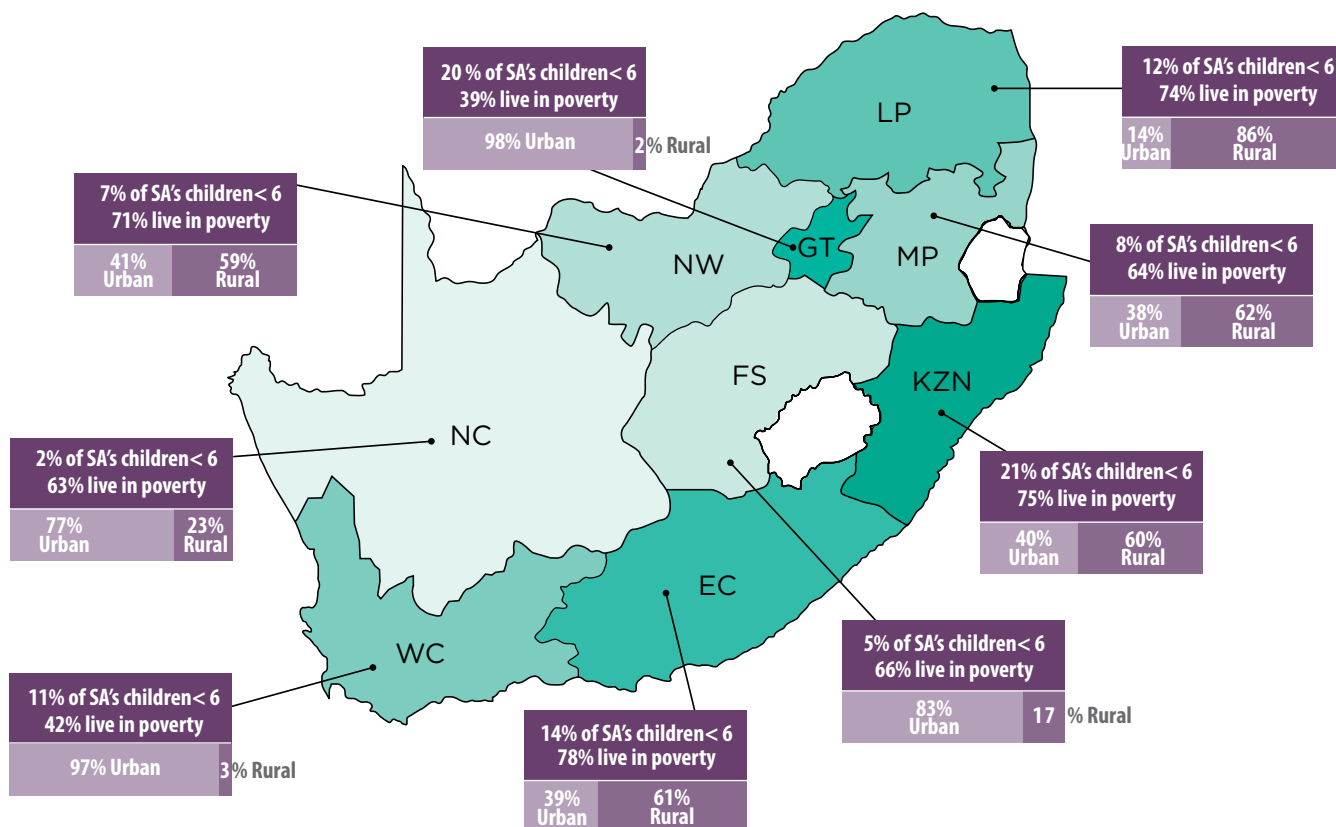 20 % of SA's children< 6
39% live in poverty
98% Urban
2% Rural
12% of SA's children< 6
74% live in poverty
14%
Urban
86%
Rural
LP
7% of SA's children< 6
71% live in poverty
41%
Urban
59%
Rural
NW
GT
MP
8% of SA's children< 6
64% live in poverty
38%
Urban
62%
Rural
FS
KZN
NC
2% of SA's children< 6
63% live in poverty
77%
Urban
23%
Rural
21% of SA's children< 6
75% live in poverty
40%
Urban
60%
Rural
EC
WC
5% of SA's children< 6
66% live in poverty
83%
Urban
17 % Rural
11% of SA's children< 6
42% live in poverty
97% Urban
3% Rural
14% of SA's children< 6
78% live in poverty
39%
Urban
61%
Rural